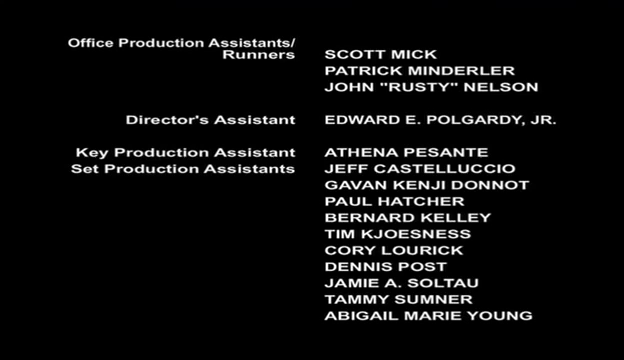 Office Production Assistants/
Runners SCOTT MICK
PATRICK MINDERLER
JOHN "RUSTY" NELSON
Director's Assistant EDWARD E. POLGARDY, JR.
Key Production Assistant ATHENA PESANTE
Set Production Assistants JEFF CASTELLUCCIO
GAVAN KENJI DONNOT
PAUL HATCHER
BERNARD KELLEY
TIM KJOESNESS
CORY LOURICK
DENNIS POST
JAMIE A. SOLTAU
TAMMY SUMNER
ABIGAIL MARIE YOUNG